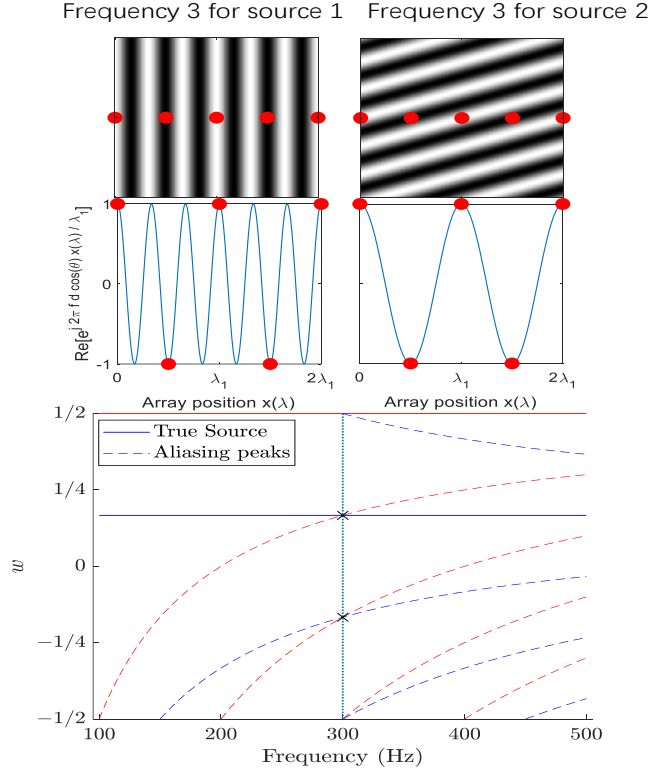 Frequency 3 for source 1
Frequency 3 for source 2
Re[e^{j 2π f d cos(θ) x(λ) / λ_1}]
1
0
-1
0
λ_1
2λ_1
0
λ_1
2λ_1
Array position x(λ)
Array position x(λ)
True Source
Aliasing peaks
w
1/2
1/4
0
−1/4
−1/2
100
200
300
400
500
Frequency (Hz)